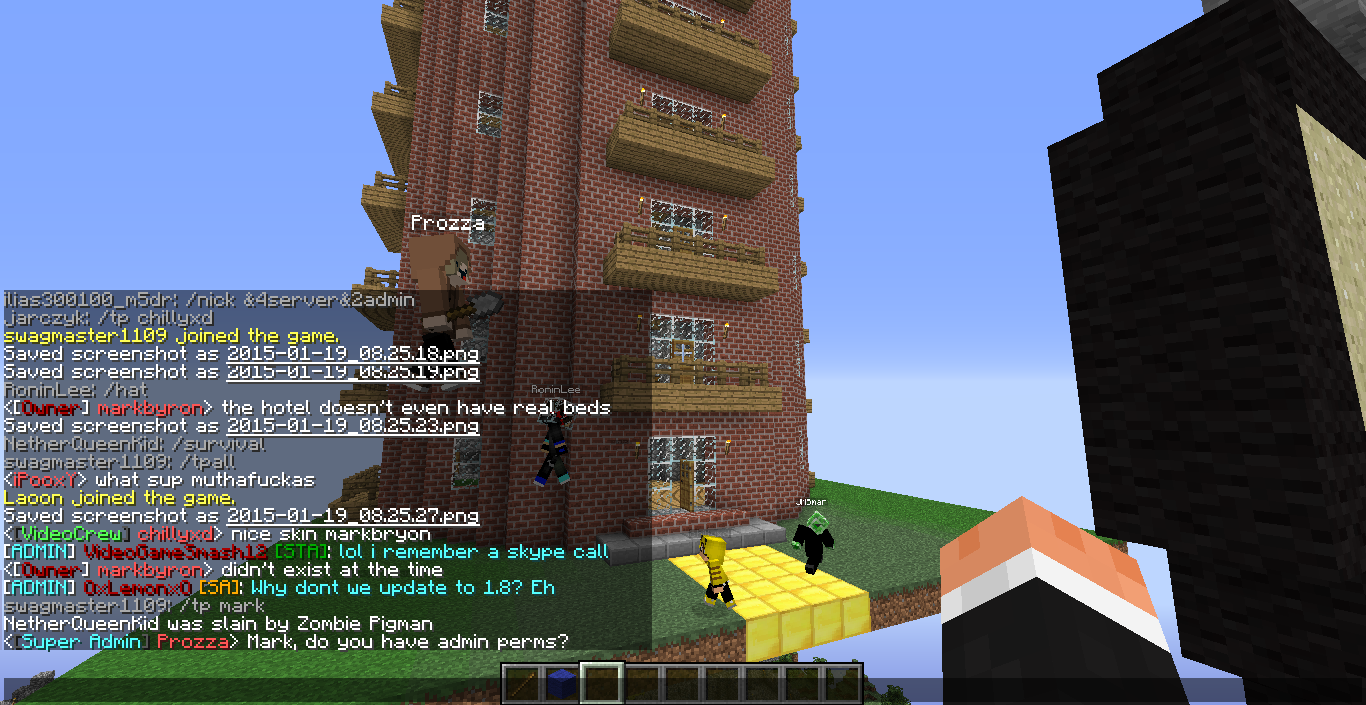 Prozza
ilias300100_m5dr: /nick &4server&2admin
jarczyk: /tp chillyxd
swagmaster1109 joined the game.
Saved screenshot as 2015-01-19_08.25.18.png
Saved screenshot as 2015-01-19_08.25.19.png
RoninLee: /hat
RoninLee
<[Owner] markbyron> the hotel doesn't even have real beds
Saved screenshot as 2015-01-19_08.25.23.png
NetherQueenKid: /survival
swagmaster1109: /tpall
<iPooxY> what sup muthafuckas
Laoon joined the game.
Saved screenshot as 2015-01-19_08.25.27.png
<[VideoCrew] chillyxd> nice skin markbryon
[ADMIN] VideoGameSmash12 [STA]: lol i remember a skype call
<[Owner] markbyron> didn't exist at the time
[ADMIN] OxLemonxO [SA]: Why dont we update to 1.8? Eh
swagmaster1109: /tp mark
NetherQueenKid was slain by Zombie Pigman
<[Super Admin] Prozza> Mark, do you have admin perms?